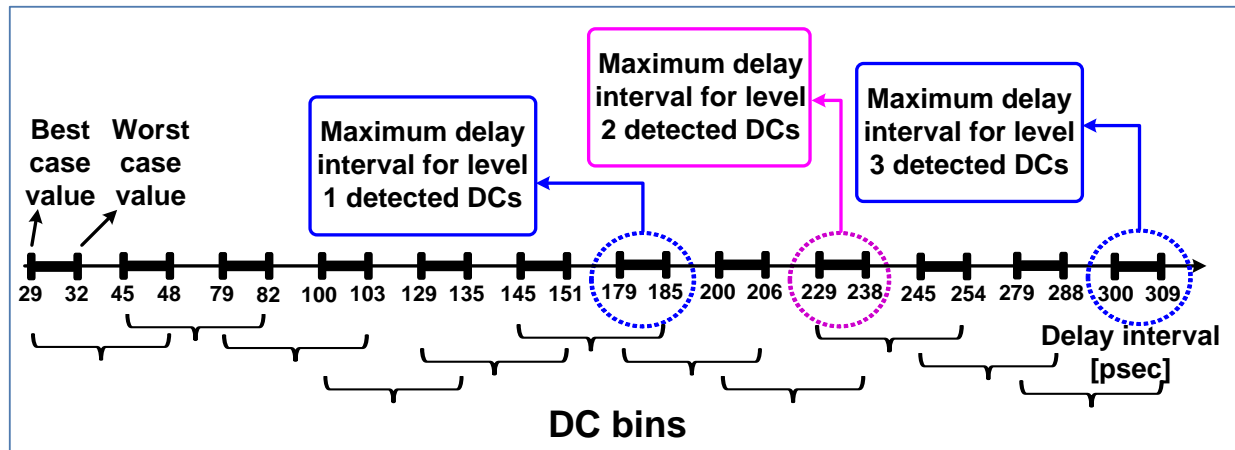 Maximum delay
interval for level
2 detected DCs
Maximum delay
interval for level
3 detected DCs
Maximum delay
interval for level
1 detected DCs
Best
case
value
Worst
case
value
29 32 45 48 79 82 100 103 129 135 145 151 179 185 200 206 229 238 245 254 279 288 300 309
Delay interval
[psec]
DC bins